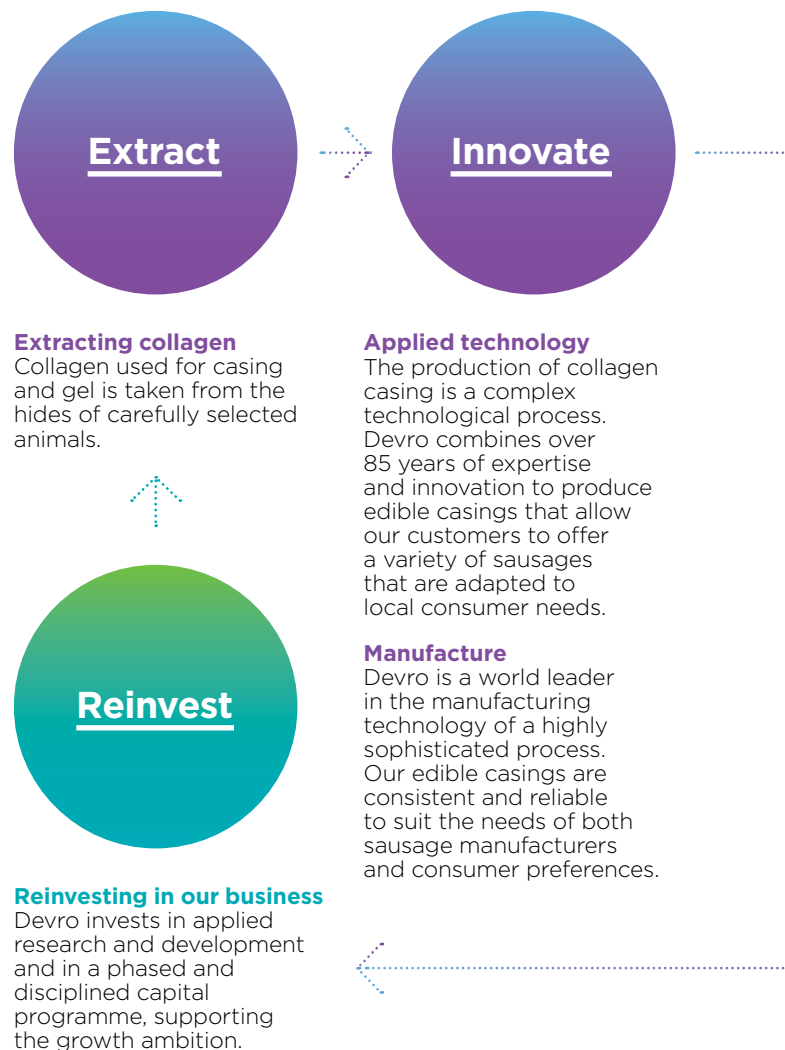 Extract
Innovate
Extracting collagen
Collagen used for casing
and gel is taken from the
hides of carefully selected
animals.
Applied technology
The production of collagen
casing is a complex
technological process.
Devro combines over
85 years of expertise
and innovation to produce
edible casings that allow
our customers to offer
a variety of sausages
that are adapted to
local consumer needs.
Manufacture
Devro is a world leader
in the manufacturing
technology of a highly
sophisticated process.
Our edible casings are
consistent and reliable
to suit the needs of both
sausage manufacturers
and consumer preferences.
Reinvest
Reinvesting in our business
Devro invests in applied
research and development
and in a phased and
disciplined capital
programme, supporting
the growth ambition.